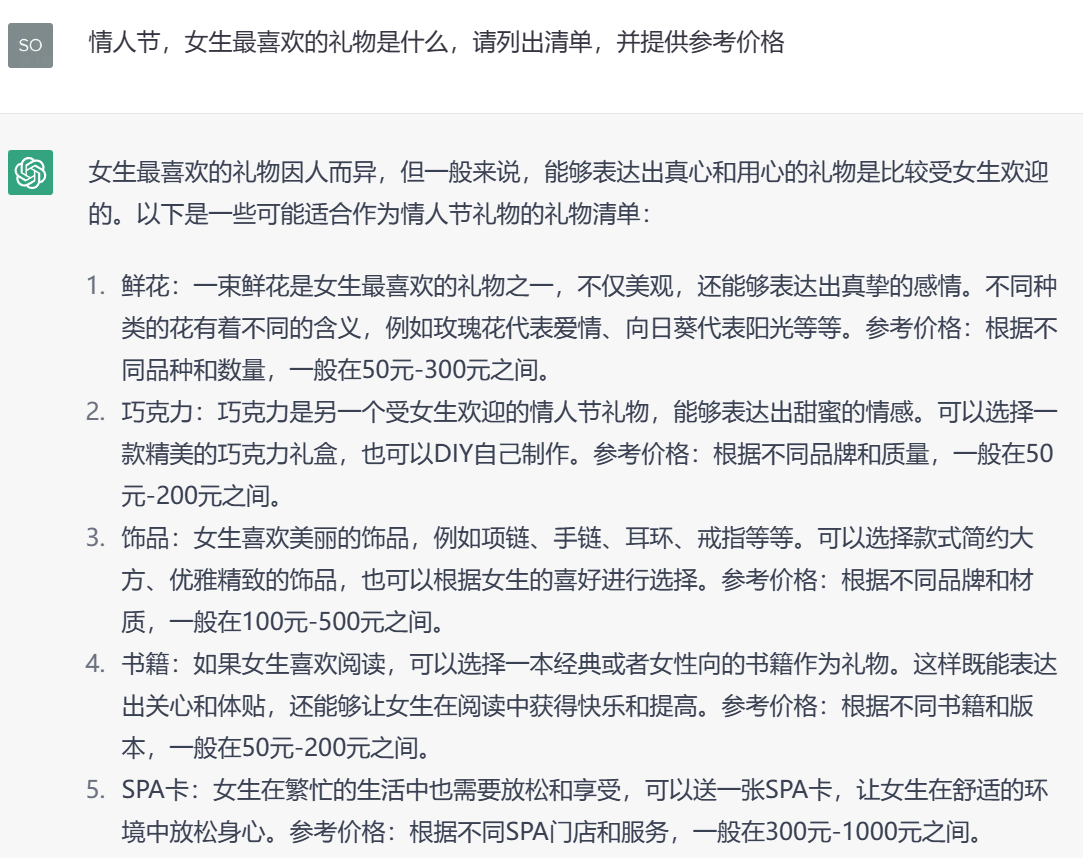 SO
情人节，女生最喜欢的礼物是什么，请列出清单，并提供参考价格
女生最喜欢的礼物因人而异，但一般来说，能够表达出真心和用心的礼物是比较受女生欢迎
的。以下是一些可能适合作为情人节礼物的礼物清单：
1. 鲜花：一束鲜花是女生最喜欢的礼物之一，不仅美观，还能够表达出真挚的感情。不同种
类的花有着不同的含义，例如玫瑰花代表爱情、向日葵代表阳光等等。参考价格：根据不
同品种和数量，一般在50元-300元之间。
2. 巧克力：巧克力是另一个受女生欢迎的情人节礼物，能够表达出甜蜜的情感。可以选择一
款精美的巧克力礼盒，也可以DIY自己制作。参考价格：根据不同品牌和质量，一般在50
元-200元之间。
3. 饰品：女生喜欢美丽的饰品，例如项链、手链、耳环、戒指等等。可以选择款式简约大
方、优雅精致的饰品，也可以根据女生的喜好进行选择。参考价格：根据不同品牌和材
质，一般在100元-500元之间。
4. 书籍：如果女生喜欢阅读，可以选择一本经典或者女性向的书籍作为礼物。这样既能表达
出关心和体贴，还能够让女生在阅读中获得快乐和提高。参考价格：根据不同书籍和版
本，一般在50元-200元之间。
5. SPA卡：女生在繁忙的生活中也需要放松和享受，可以送一张SPA卡，让女生在舒适的环
境中放松身心。参考价格：根据不同SPA门店和服务，一般在300元-1000元之间。